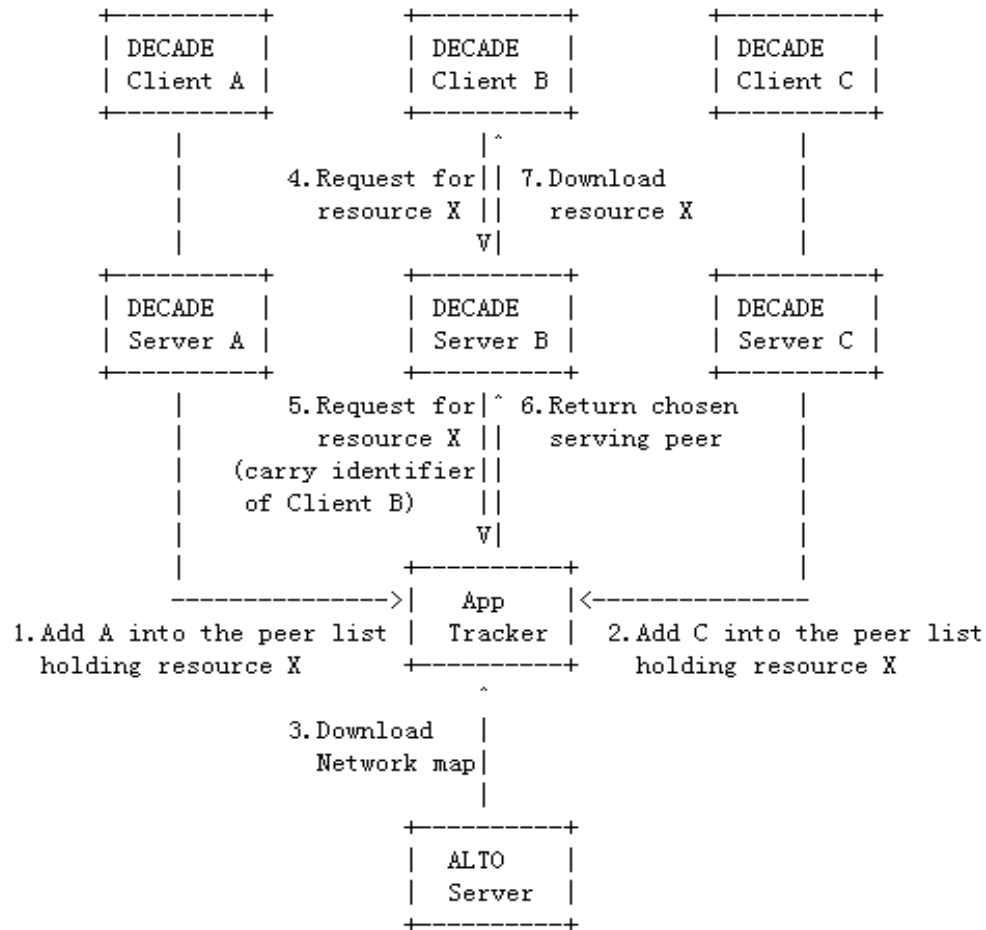 DECADE DECADE DECADE
Client A Client B Client C
4.Request for 7.Download
resource X resource X
DECADE DECADE DECADE
Server A Server B Server C
5.Request for 6.Return chosen
resource X serving peer
(carry identifier
of Client B)
App
1.Add A into the peer list Tracker 2.Add C into the peer list
holding resource X holding resource X
3.Download
Network map
ALTO
Server